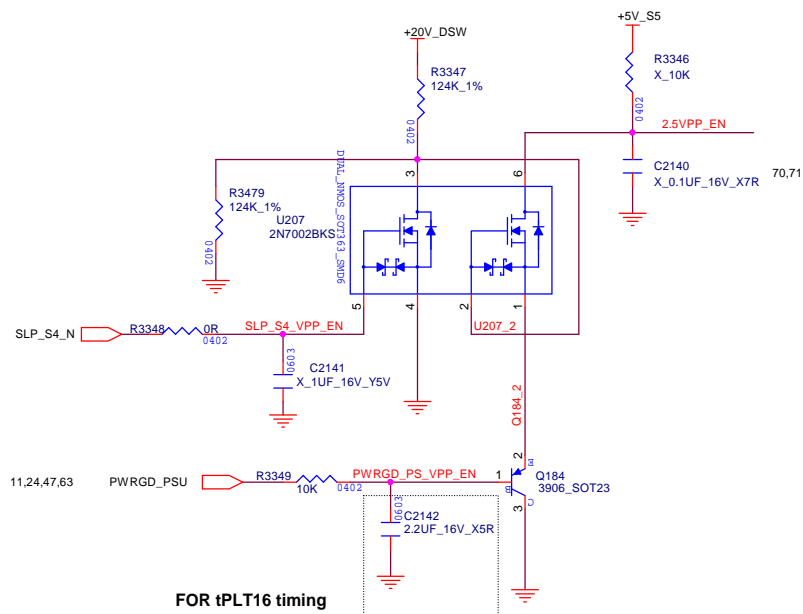 +20V_DSW
+5V_S5
R3347
124K_1%
0402
R3346
X_10K
0402
2.5VPP_EN
C2140
X_0.1UF_16V_X7R
70,71
R3479
124K_1%
0402
U207
2N7002BKS
DUAL_NMOS_SOT363_SMD6
3
6
5
4
2
1
SLP_S4_N
R3348
0R
0402
SLP_S4_VPP_EN
U207_2
C2141
X_1UF_16V_Y5V
0603
Q184_2
11,24,47,63
PWRGD_PSU
R3349
10K
0402
PWRGD_PS_VPP_EN
1
2
3
E
B
C
Q184
3906_SOT23
0603
C2142
2.2UF_16V_X5R
FOR tPLT16 timing